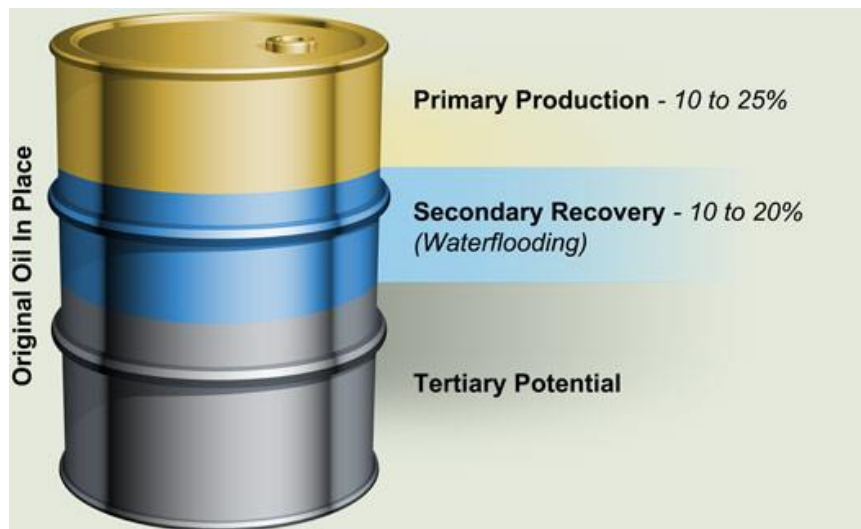 Original Oil In Place
Primary Production - 10 to 25%
Secondary Recovery - 10 to 20%
(Waterflooding)
Tertiary Potential